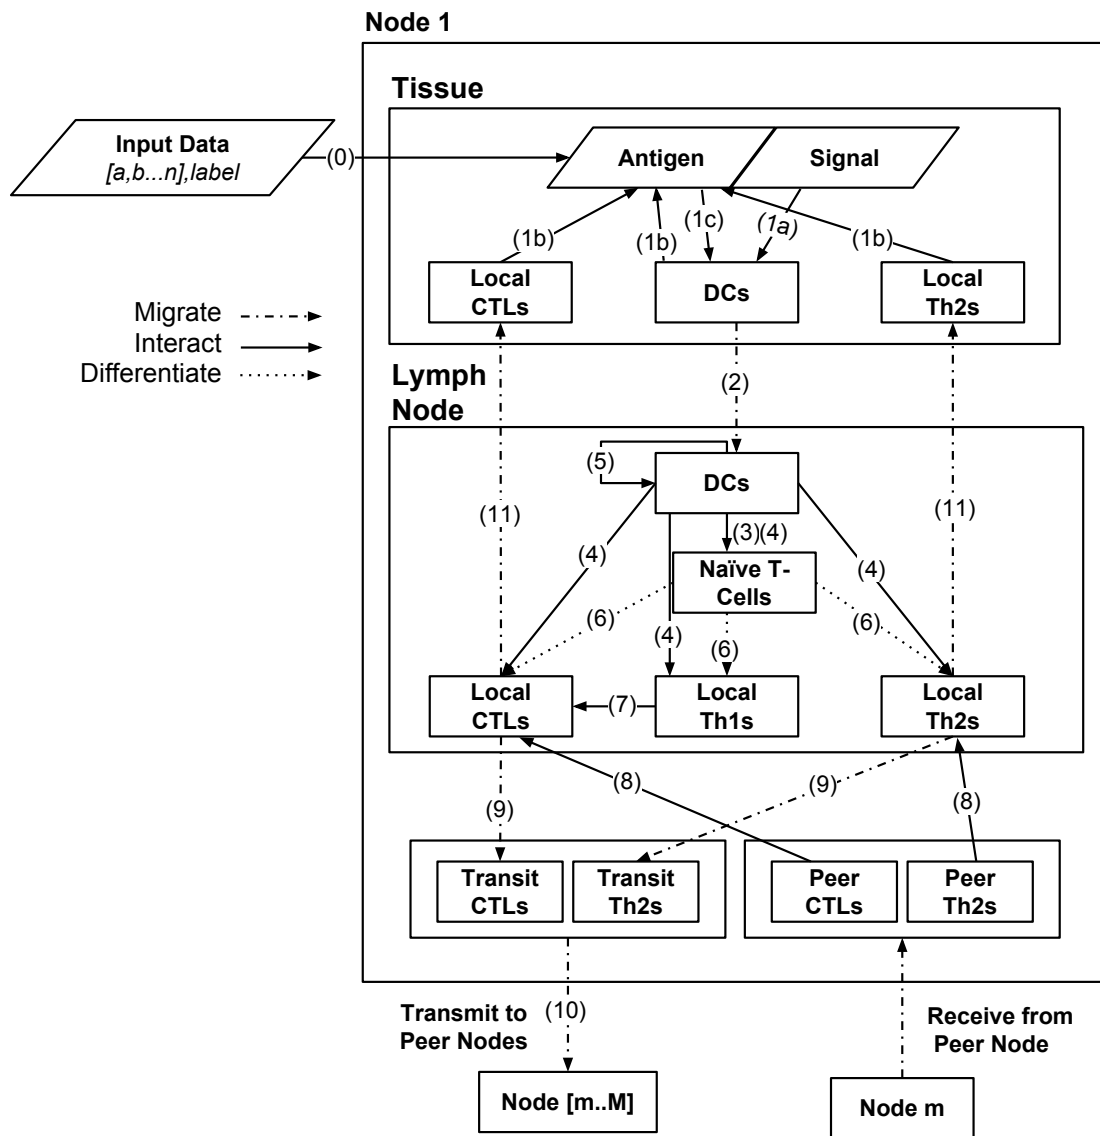 Node 1
Tissue
Input Data
[a,b...n],label
(0)
Antigen
Signal
(1b)
(1b)
(1c)
(1a)
(1b)
Local
CTLs
DCs
Local
Th2s
Migrate
Interact
Differentiate
(2)
Lymph
Node
(5)
DCs
(11)
(11)
(3)(4)
(4)
(4)
Naïve T-
Cells
(6)
(4)
(6)
(6)
Local
CTLs
(7)
Local
Th1s
Local
Th2s
(8)
(9)
(9)
(8)
Transit
CTLs
Transit
Th2s
Peer
CTLs
Peer
Th2s
Transmit to
Peer Nodes
(10)
Receive from
Peer Node
Node [m..M]
Node m